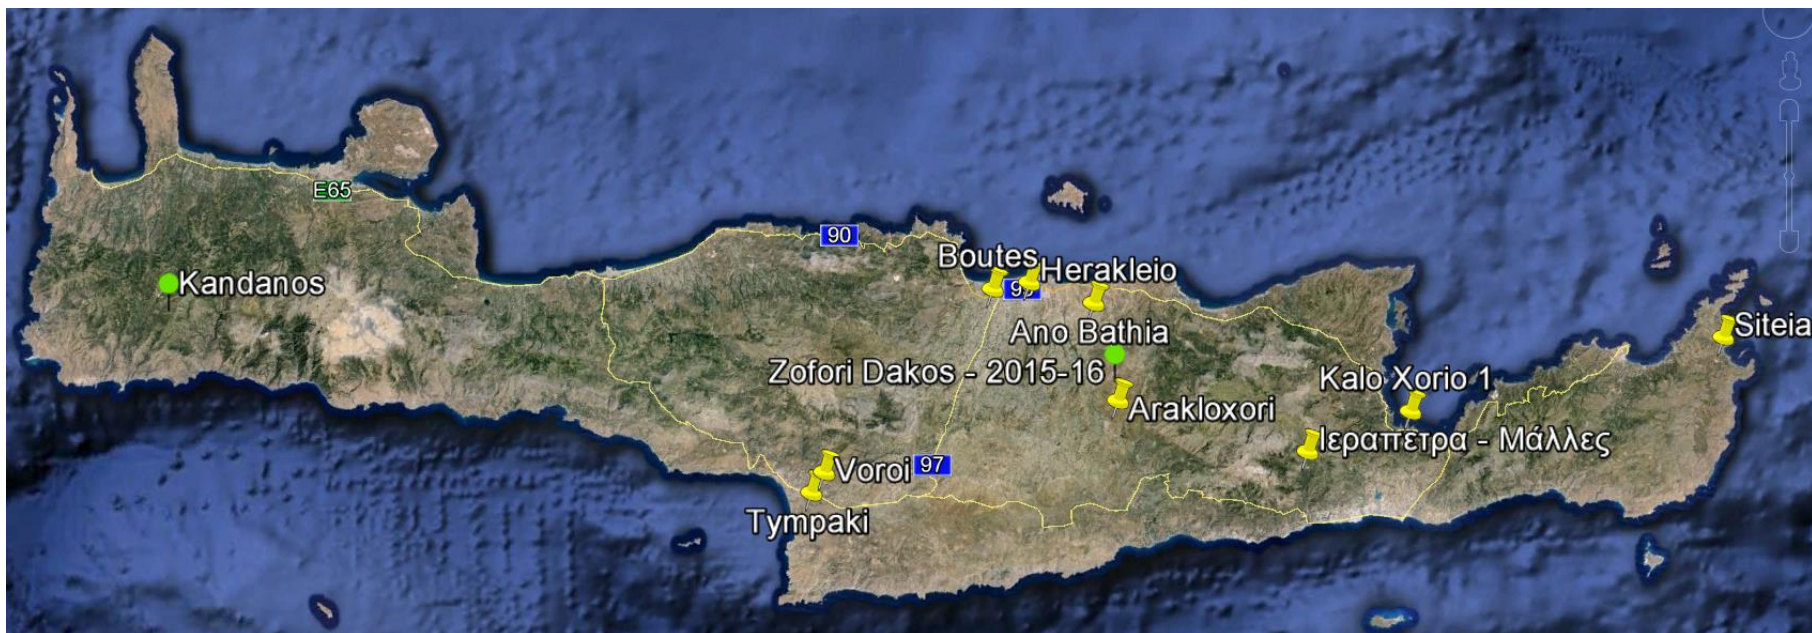 E65
90
Boutes
Herakleio
Kandanos
Ano Bathia
Siteia
Zofori Dakos - 2015-16
Kalo Xorio 1
Arakloxori
Ιεραπετρα - Μάλλες
Voroi
97
Tympaki